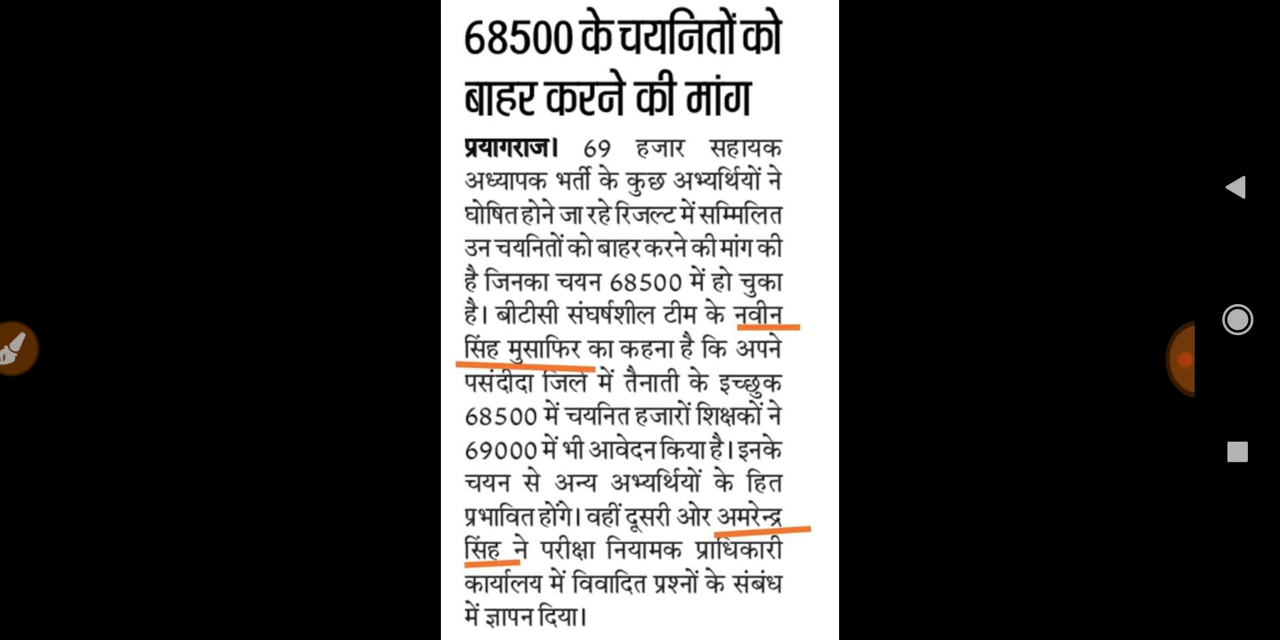 68500 के चयनितों को
बाहर करने की मांग
प्रयागराज। 69 हजार सहायक
अध्यापक भर्ती के कुछ अभ्यर्थियों ने
घोषित होने जा रहे रिजल्ट में सम्मिलित
उन चयनितों को बाहर करने की मांग की
है जिनका चयन 68500 में हो चुका
है। बीटीसी संघर्षशील टीम के नवीन
सिंह मुसाफिर का कहना है कि अपने
पसंदीदा जिले में तैनाती के इच्छुक
68500 में चयनित हजारों शिक्षकों ने
69000 में भी आवेदन किया है। इनके
चयन से अन्य अभ्यर्थियों के हित
प्रभावित होंगे। वहीं दूसरी ओर अमरेन्द्र
सिंह ने परीक्षा नियामक प्राधिकारी
कार्यालय में विवादित प्रश्नों के संबंध
में ज्ञापन दिया।